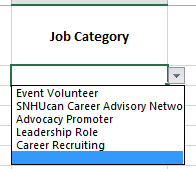 Job Category
Event Volunteer
SNHUcan Career Advisory Netwo
Advocacy Promoter
Leadership Role
Career Recruiting